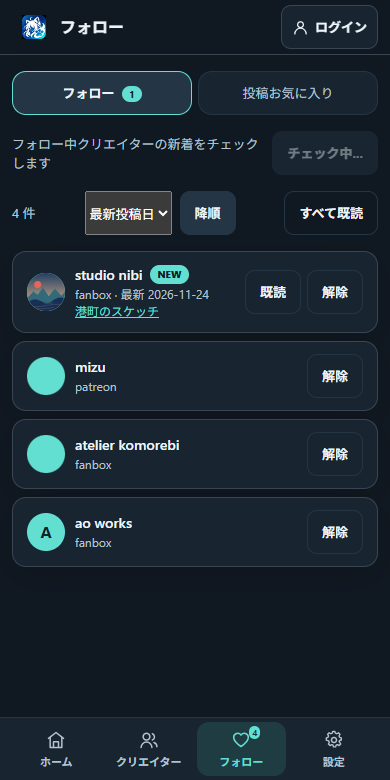 フォロー
ログイン
フォロー 1
投稿お気に入り
フォロー中クリエイターの新着をチェック
します
チェック中...
4 件
最新投稿日
降順
すべて既読
studio nibi NEW
fanbox · 最新 2026-11-24
港町のスケッチ
既読
解除
mizu
patreon
解除
atelier komorebi
fanbox
解除
A
ao works
fanbox
解除
ホーム
クリエイター
4
フォロー
設定